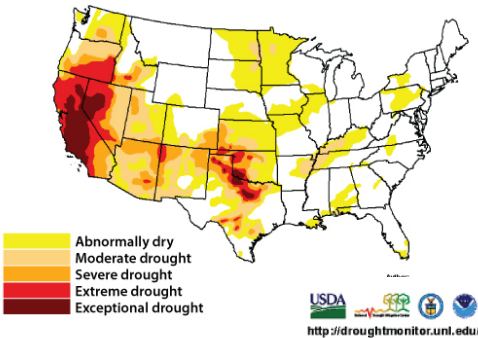 Abnormally dry
Moderate drought
Severe drought
Extreme drought
Exceptional drought
USDA
http://droughtmonitor.unl.edu/